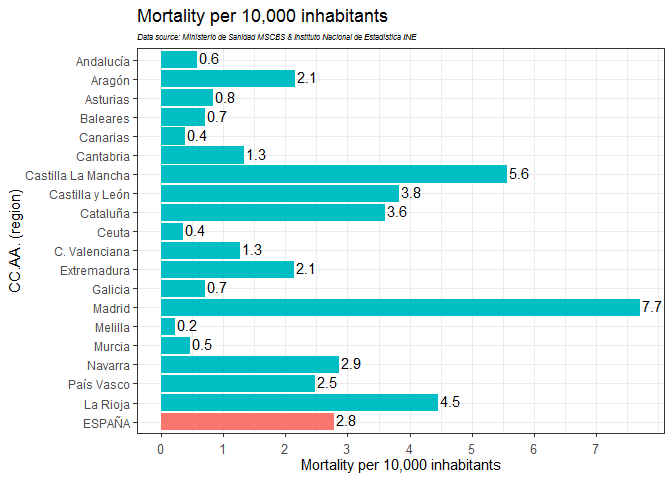 Mortality per 10,000 inhabitants
Data source: Ministerio de Sanidad MSCBS & Instituto Nacional de Estadística INE
CC.AA. (region)
Andalucía 0.6
Aragón 2.1
Asturias 0.8
Baleares 0.7
Canarias 0.4
Cantabria 1.3
Castilla La Mancha 5.6
Castilla y León 3.8
Cataluña 3.6
Ceuta 0.4
C. Valenciana 1.3
Extremadura 2.1
Galicia 0.7
Madrid 7.7
Melilla 0.2
Murcia 0.5
Navarra 2.9
País Vasco 2.5
La Rioja 4.5
ESPAÑA 2.8
0 1 2 3 4 5 6 7
Mortality per 10,000 inhabitants